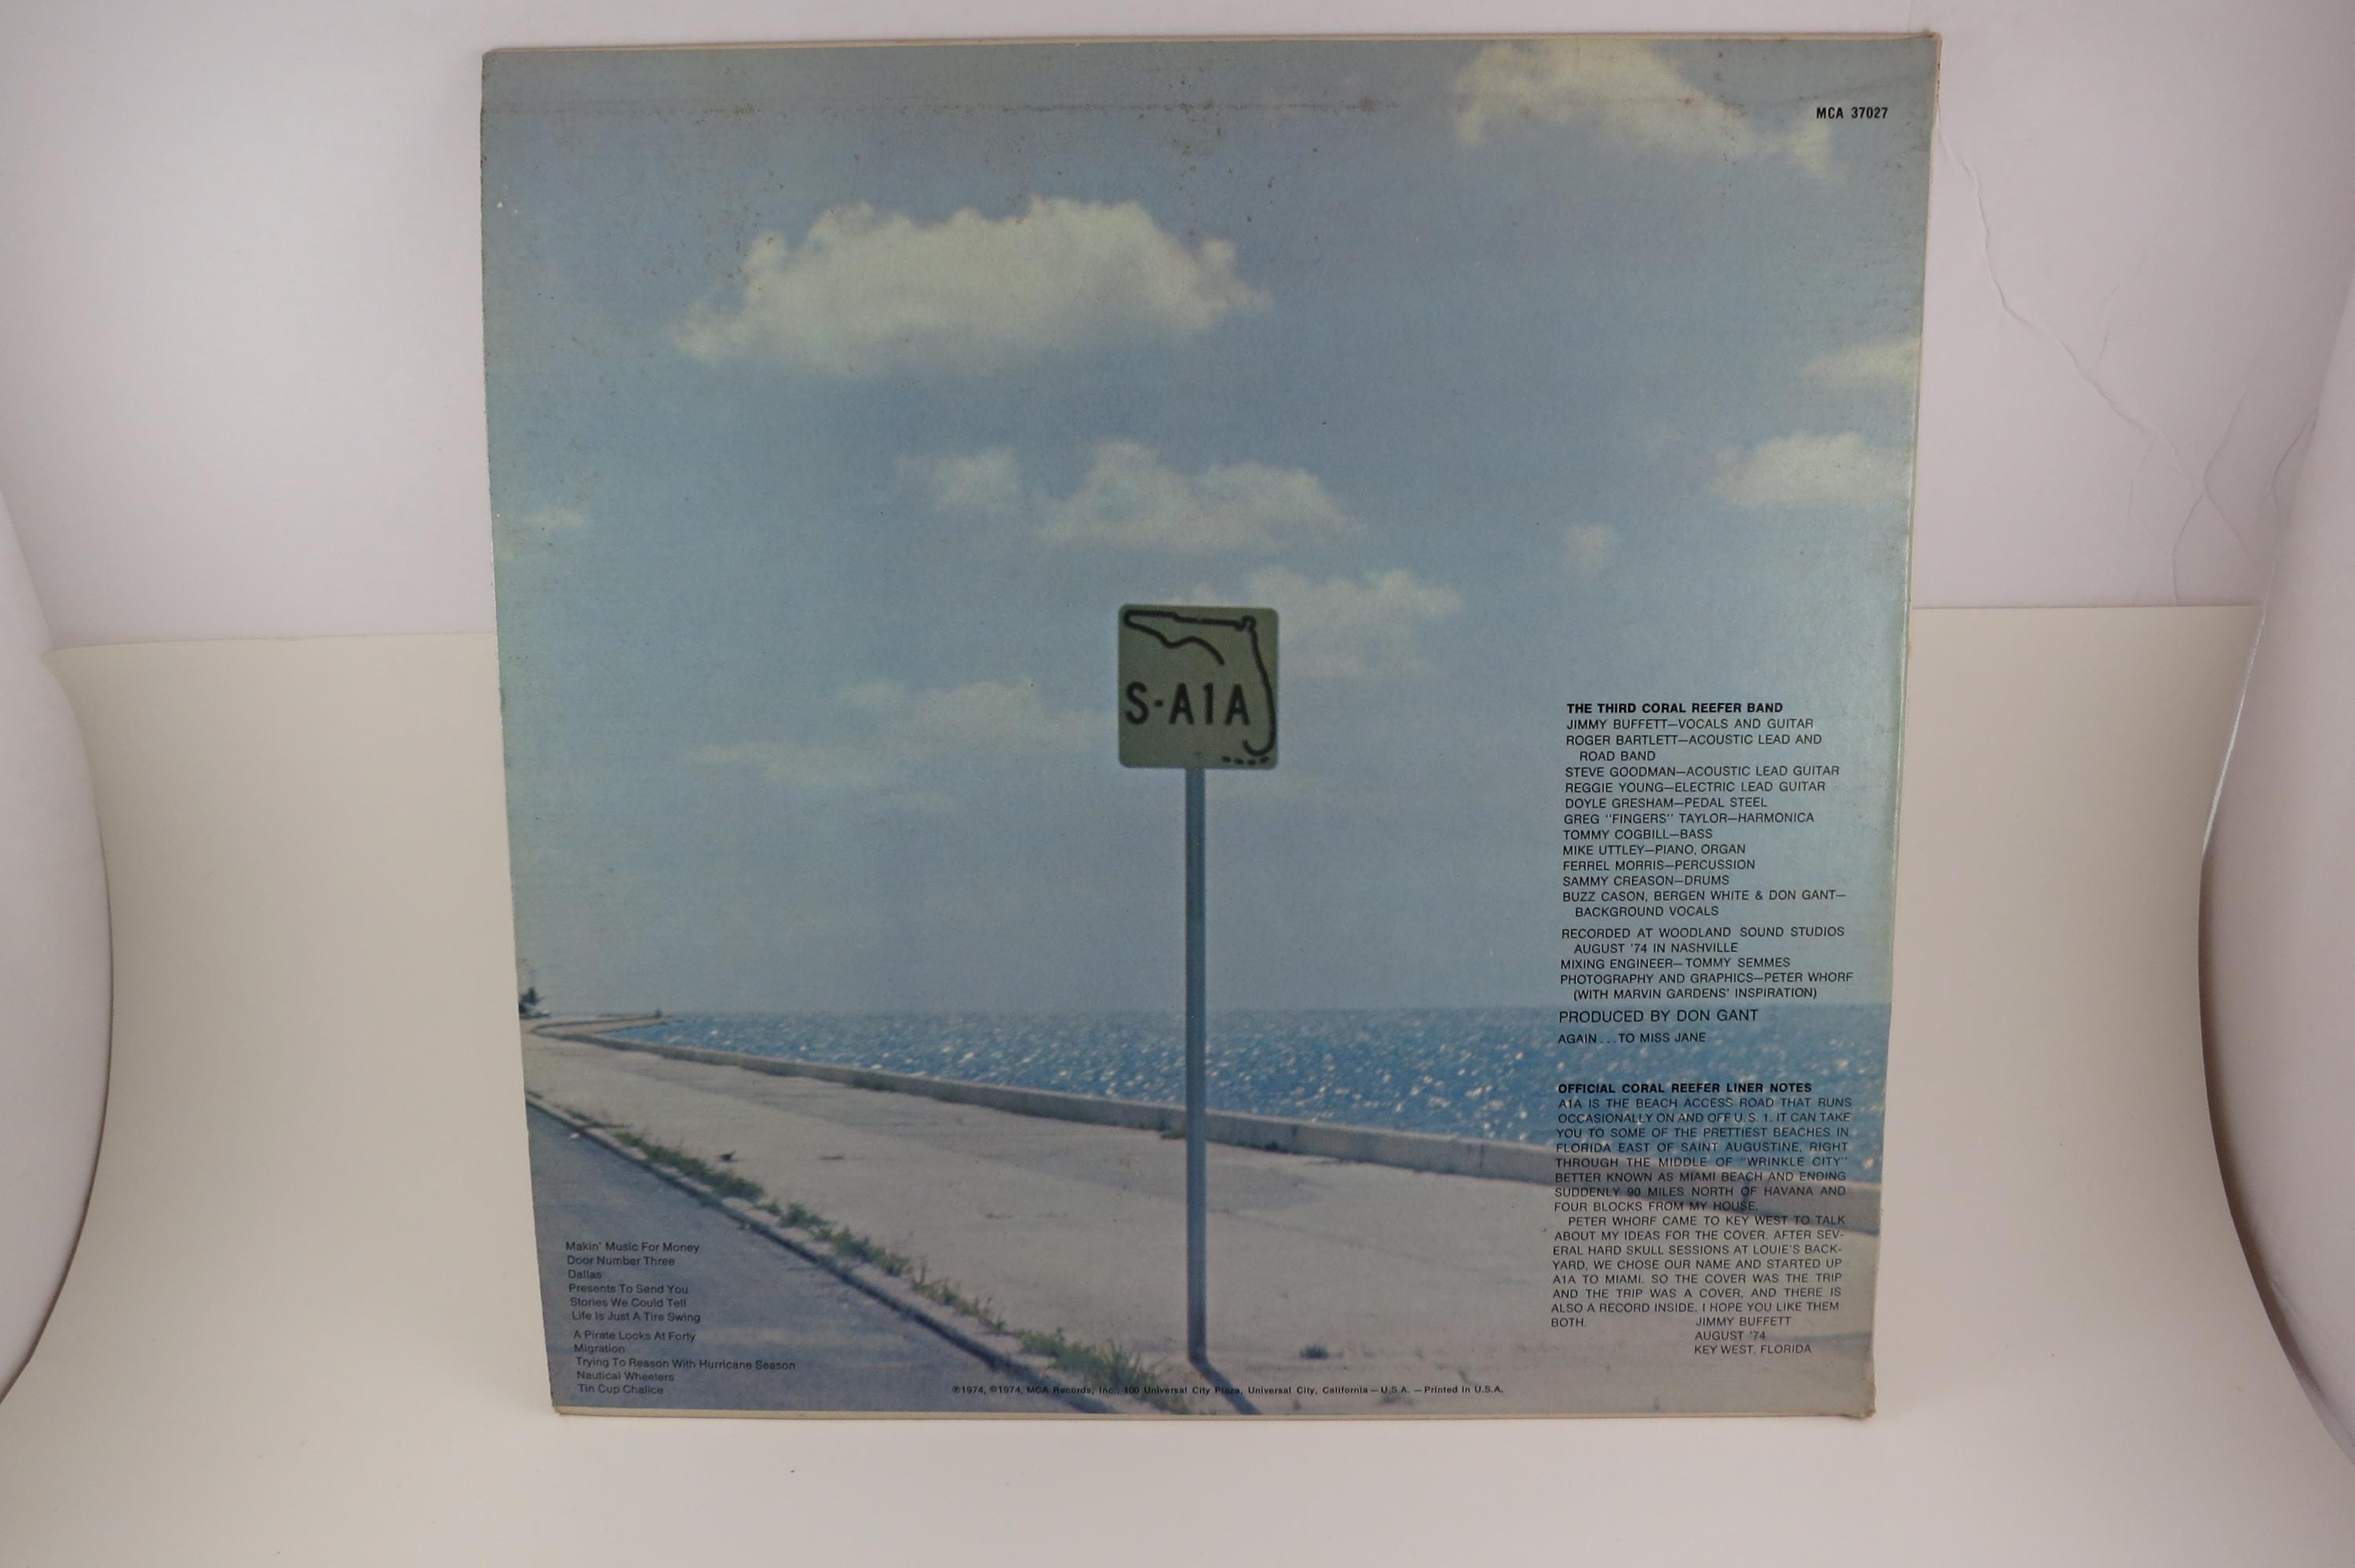 MCA 37027
S-A1A
THE THIRD CORAL REEFER BAND
JIMMY BUFFETT—VOCALS AND GUITAR
ROGER BARTLETT—ACOUSTIC LEAD AND
ROAD BAND
STEVE GOODMAN—ACOUSTIC LEAD GUITAR
REGGIE YOUNG—ELECTRIC LEAD GUITAR
DOYLE GRESHAM—PEDAL STEEL
GREG "FINGERS" TAYLOR—HARMONICA
TOMMY COGBILL—BASS
MIKE UTTLEY—PIANO, ORGAN
FERREL MORRIS—PERCUSSION
SAMMY CREASON—DRUMS
BUZZ CASON, BERGEN WHITE & DON GANT—
BACKGROUND VOCALS
RECORDED AT WOODLAND SOUND STUDIOS
AUGUST '74 IN NASHVILLE
MIXING ENGINEER—TOMMY SEMMES
PHOTOGRAPHY AND GRAPHICS—PETER WHORF
(WITH MARVIN GARDENS' INSPIRATION)
PRODUCED BY DON GANT
AGAIN...TO MISS JANE
OFFICIAL CORAL REEFER LINER NOTES
A1A IS THE BEACH ACCESS ROAD THAT RUNS
OCCASIONALLY ON AND OFF U.S. 1. IT CAN TAKE
YOU TO SOME OF THE PRETTIEST BEACHES IN
FLORIDA EAST OF SAINT AUGUSTINE, RIGHT
THROUGH THE MIDDLE OF "WRINKLE CITY"
BETTER KNOWN AS MIAMI BEACH AND ENDING
SUDDENLY 90 MILES NORTH OF HAVANA AND
FOUR BLOCKS FROM MY HOUSE.
PETER WHORF CAME TO KEY WEST TO TALK
ABOUT MY IDEAS FOR THE COVER. AFTER SEV-
ERAL HARD SKULL SESSIONS AT LOUIE'S BACK-
YARD, WE CHOSE OUR NAME AND STARTED UP
A1A TO MIAMI. SO THE COVER WAS THE TRIP
AND THE TRIP WAS A COVER, AND THERE IS
ALSO A RECORD INSIDE. I HOPE YOU LIKE THEM
BOTH.
JIMMY BUFFETT
AUGUST '74
KEY WEST, FLORIDA
Makin' Music For Money
Door Number Three
Dallas
Presents To Send You
Stories We Could Tell
Life Is Just A Tire Swing
A Pirate Looks At Forty
Migration
Trying To Reason With Hurricane Season
Nautical Wheelers
Tin Cup Chalice
℗1974, ©1974, MCA Records, Inc., 100 Universal City Plaza, Universal City, California—U.S.A. —Printed in U.S.A.